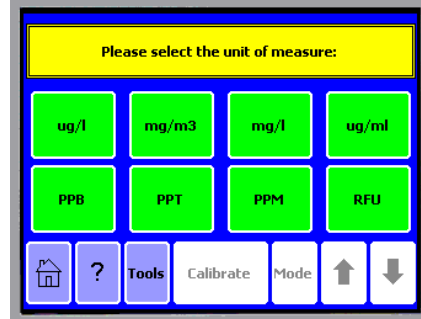 Please select the unit of measure:
ug/l mg/m3 mg/l ug/ml
PPB PPT PPM RFU
? Tools Calibrate Mode